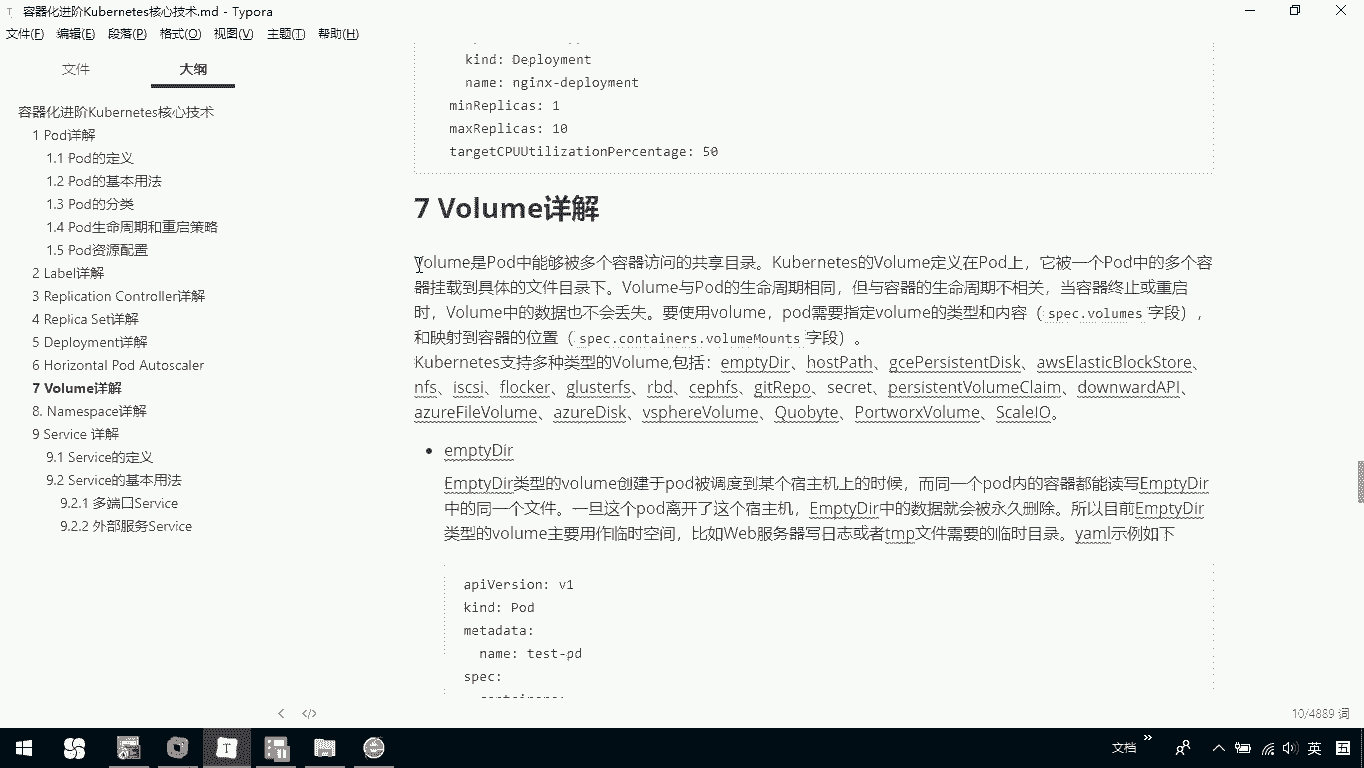 容器化进阶Kubernetes核心技术.md - Typora
文件(F) 编辑(E) 段落(P) 格式(O) 视图(V) 主题(T) 帮助(H)
文件 大纲
容器化进阶Kubernetes核心技术
1 Pod详解
1.1 Pod的定义
1.2 Pod的基本用法
1.3 Pod的分类
1.4 Pod生命周期和重启策略
1.5 Pod资源配置
2 Label详解
3 Replication Controller详解
4 Replica Set详解
5 Deployment详解
6 Horizontal Pod Autoscaler
7 Volume详解
8. Namespace详解
9 Service 详解
9.1 Service的定义
9.2 Service的基本用法
9.2.1 多端口Service
9.2.2 外部服务Service
kind: Deployment
name: nginx-deployment
minReplicas: 1
maxReplicas: 10
targetCPUUtilizationPercentage: 50
7 Volume详解
Volume是Pod中能够被多个容器访问的共享目录。Kubernetes的Volume定义在Pod上，它被一个Pod中的多个容
器挂载到具体的文件目录下。Volume与Pod的生命周期相同，但与容器的生命周期不相关，当容器终止或重启
时，Volume中的数据也不会丢失。要使用volume，pod需要指定volume的类型和内容（ spec.volumes 字段），
和映射到容器的位置（ spec.containers.volumeMounts 字段）。
Kubernetes支持多种类型的Volume,包括：emptyDir、hostPath、gcePersistentDisk、awsElasticBlockStore、
nfs、iscsi、flocker、glusterfs、rbd、cephfs、gitRepo、secret、persistentVolumeClaim、downwardAPI、
azureFileVolume、azureDisk、vsphereVolume、Quobyte、PortworxVolume、ScaleIO。
• emptyDir
EmptyDir类型的volume创建于pod被调度到某个宿主机上的时候，而同一个pod内的容器都能读写EmptyDir
中的同一个文件。一旦这个pod离开了这个宿主机，EmptyDir中的数据就会被永久删除。所以目前EmptyDir
类型的volume主要用作临时空间，比如Web服务器写日志或者tmp文件需要的临时目录。yaml示例如下
apiVersion: v1
kind: Pod
metadata:
name: test-pd
spec:
10/4889 词
文档 英 五